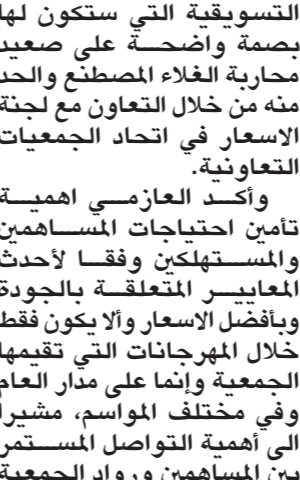 التسويقية التي ستكون لها
بصمة واضحة على صعيد
محاربة الغلاء المصطنع والحد
منه من خلال التعاون مع لجنة
الاسعار في اتحاد الجمعيات
التعاونية.
وأكد العازمي اهمية
تأمين احتياجات المساهمين
والمستهلكين وفقا لأحدث
المعايير المتعلقة بالجودة
وبأفضل الاسعار وألا يكون فقط
خلال المهرجانات التي تقيمها
الجمعية وإنما على مدار العام
وفي مختلف المواسم، مشيرا
الى أهمية التواصل المستمر
بين المساهمين ورواد الجمعية